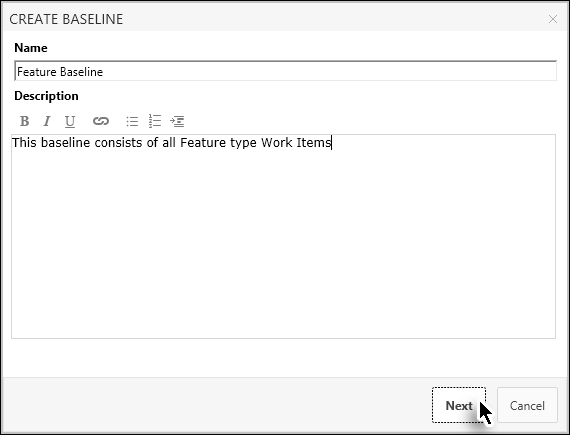 CREATE BASELINE
Name
Feature Baseline
Description
B I U
This baseline consists of all Feature type Work Items
Next Cancel